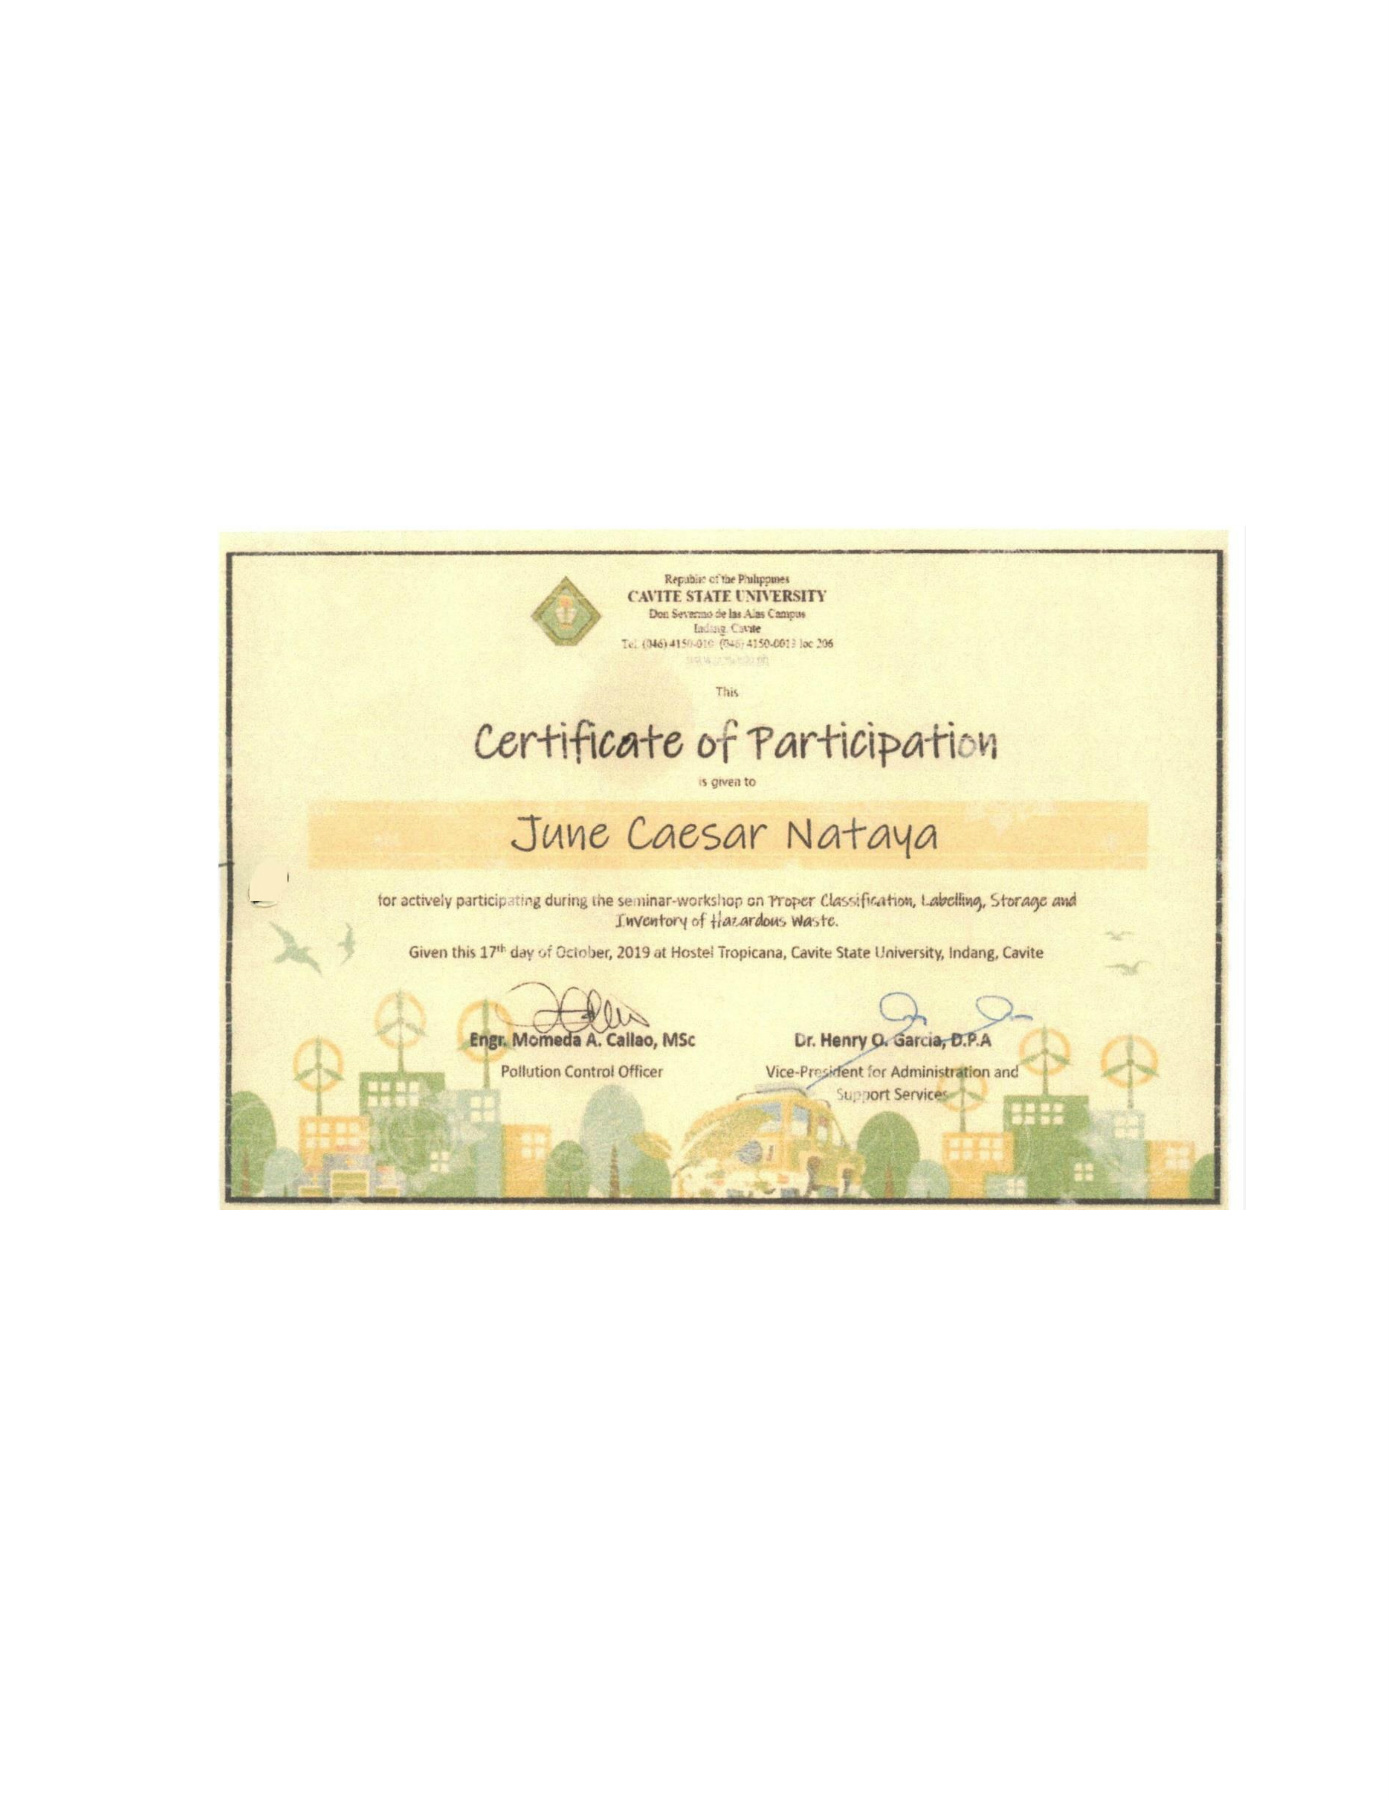 Republic of the Philippines
CAVITE STATE UNIVERSITY
Don Severino de las Alas Campus
Indang, Cavite
Tel. (046) 4150-010 (046) 4150-0013 loc 206
This
Certificate of Participation
is given to
June Caesar Nataya
for actively participating during the seminar-workshop on Proper Classification, Labelling, Storage and
Inventory of Hazardous Waste.
Given this 17th day of October, 2019 at Hostel Tropicana, Cavite State University, Indang, Cavite
Engr. Momeda A. Callao, MSc
Dr. Henry O. Garcia, D.P.A
Pollution Control Officer
Vice-President for Administration and
Support Services